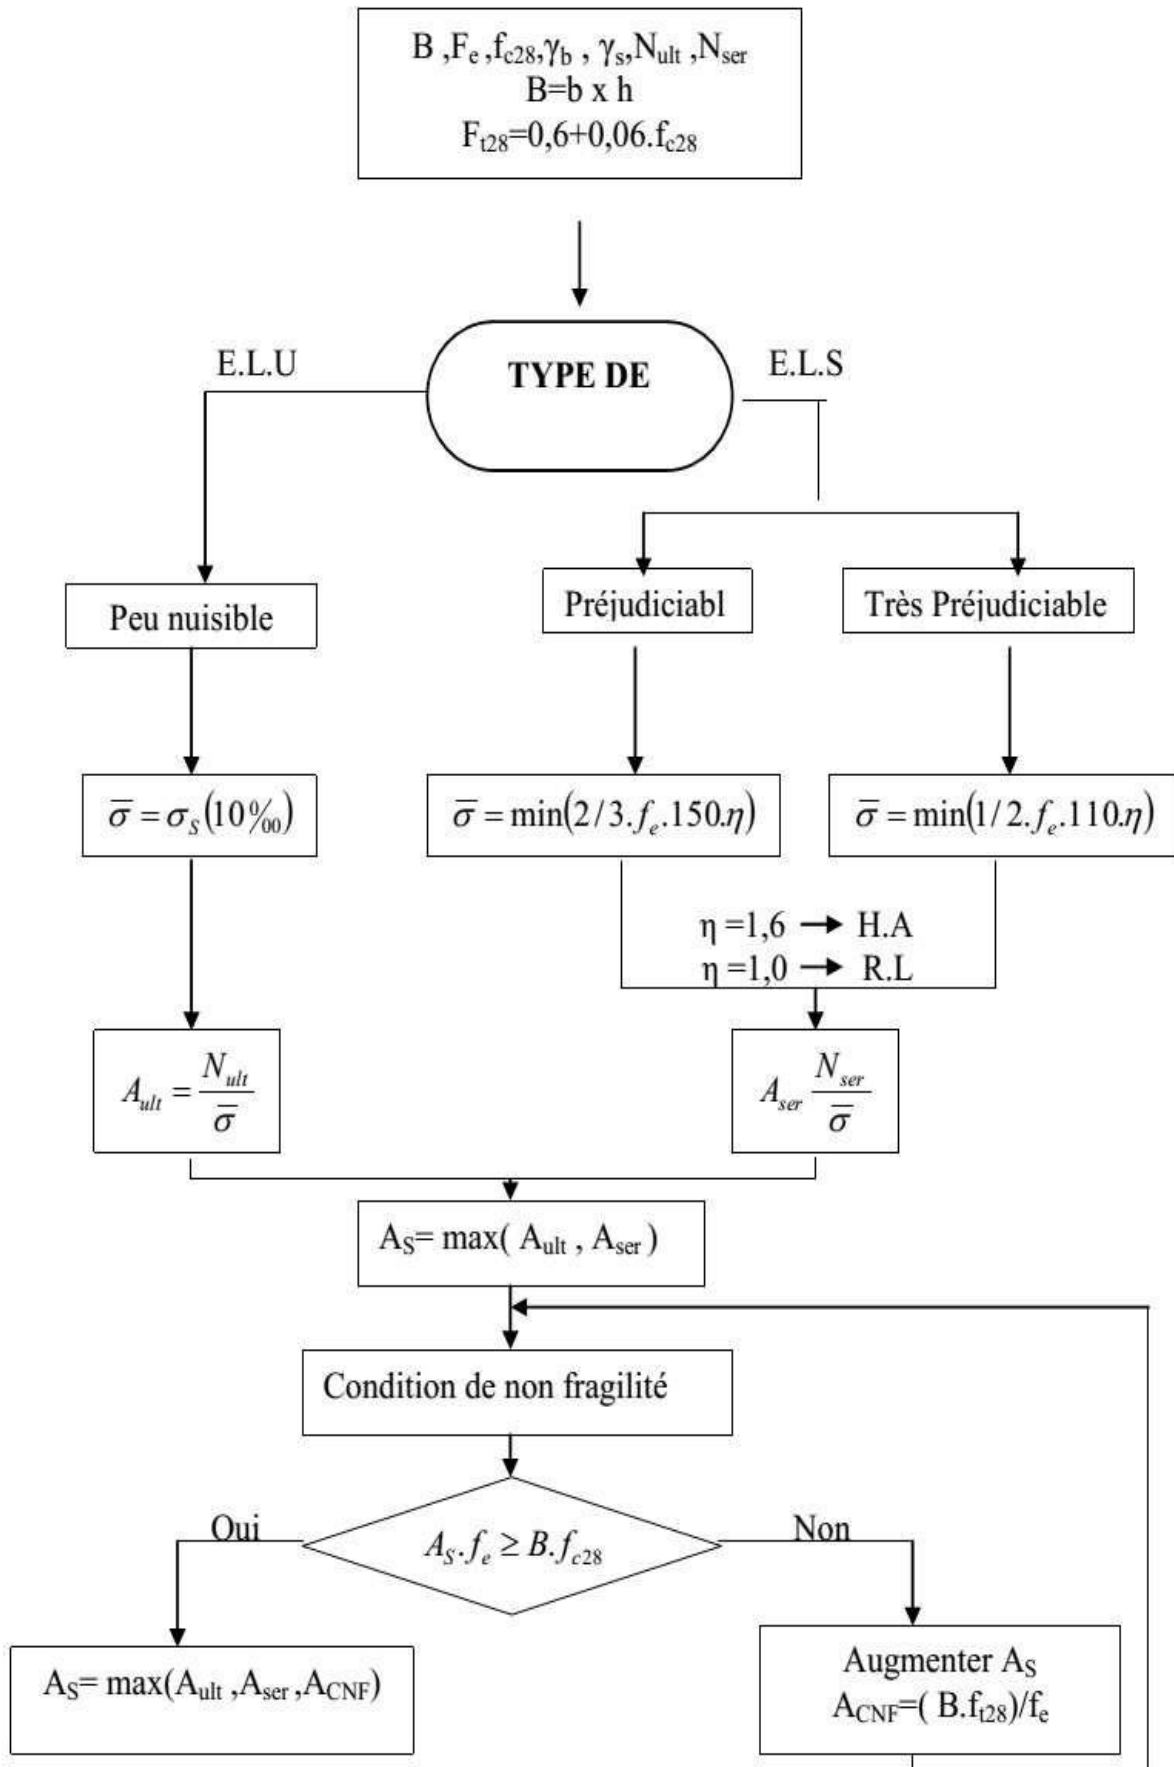 B ,Fe ,fc28,γb , γs,Nult ,Nser
B=b x h
Ft28=0,6+0,06.fc28
E.L.U
TYPE DE
E.L.S
Peu nuisible
Préjudiciabl
Très Préjudiciable
σ̅ = σS(10‰)
σ̅ = min(2/3.fe.150.η)
σ̅ = min(1/2.fe.110.η)
η =1,6 → H.A
η =1,0 → R.L
Ault = Nult / σ̅
Aser Nser / σ̅
AS= max( Ault , Aser )
Condition de non fragilité
Oui
AS.fe ≥ B.fc28
Non
AS= max(Ault ,Aser ,ACNF)
Augmenter AS
ACNF=( B.ft28)/fe